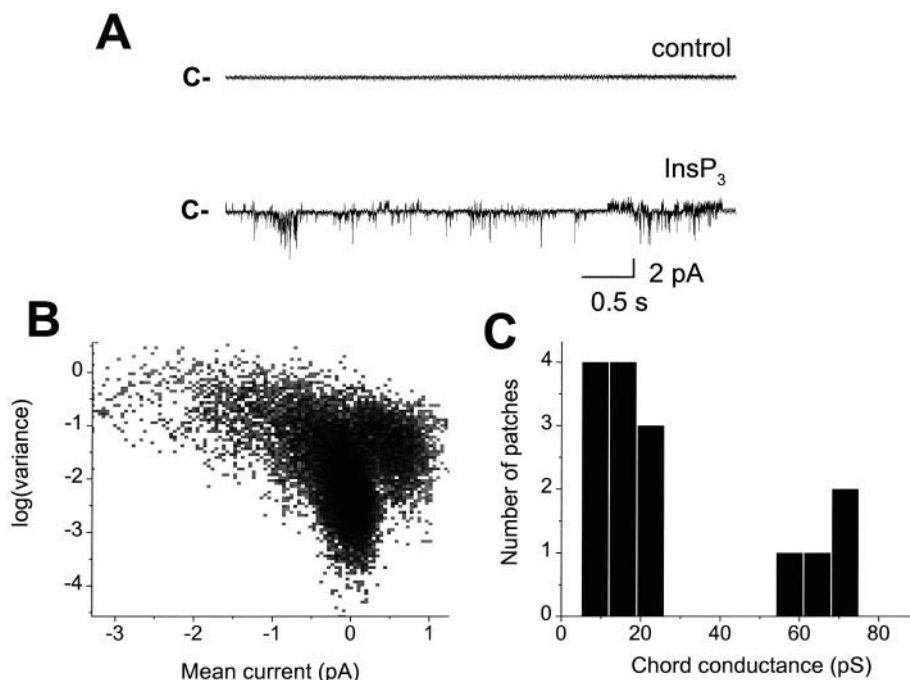 A
control
C-
InsP3
C-
2 pA
0.5 s
B
log(variance)
0
-1
-2
-3
-4
-3 -2 -1 0 1
Mean current (pA)
C
Number of patches
4
3
2
1
0
0 20 40 60 80
Chord conductance (pS)